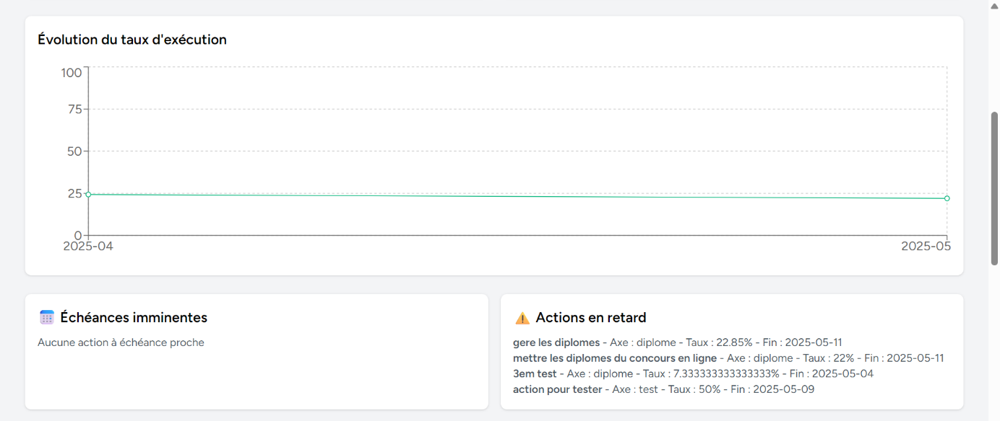 Évolution du taux d'exécution
100
75
50
25
0
2025-04
2025-05
Échéances imminentes
Aucune action à échéance proche
Actions en retard
gere les diplomes - Axe : diplome - Taux : 22.85% - Fin : 2025-05-11
mettre les diplomes du concours en ligne - Axe : diplome - Taux : 22% - Fin : 2025-05-11
3em test - Axe : diplome - Taux : 7.333333333333333% - Fin : 2025-05-04
action pour tester - Axe : test - Taux : 50% - Fin : 2025-05-09